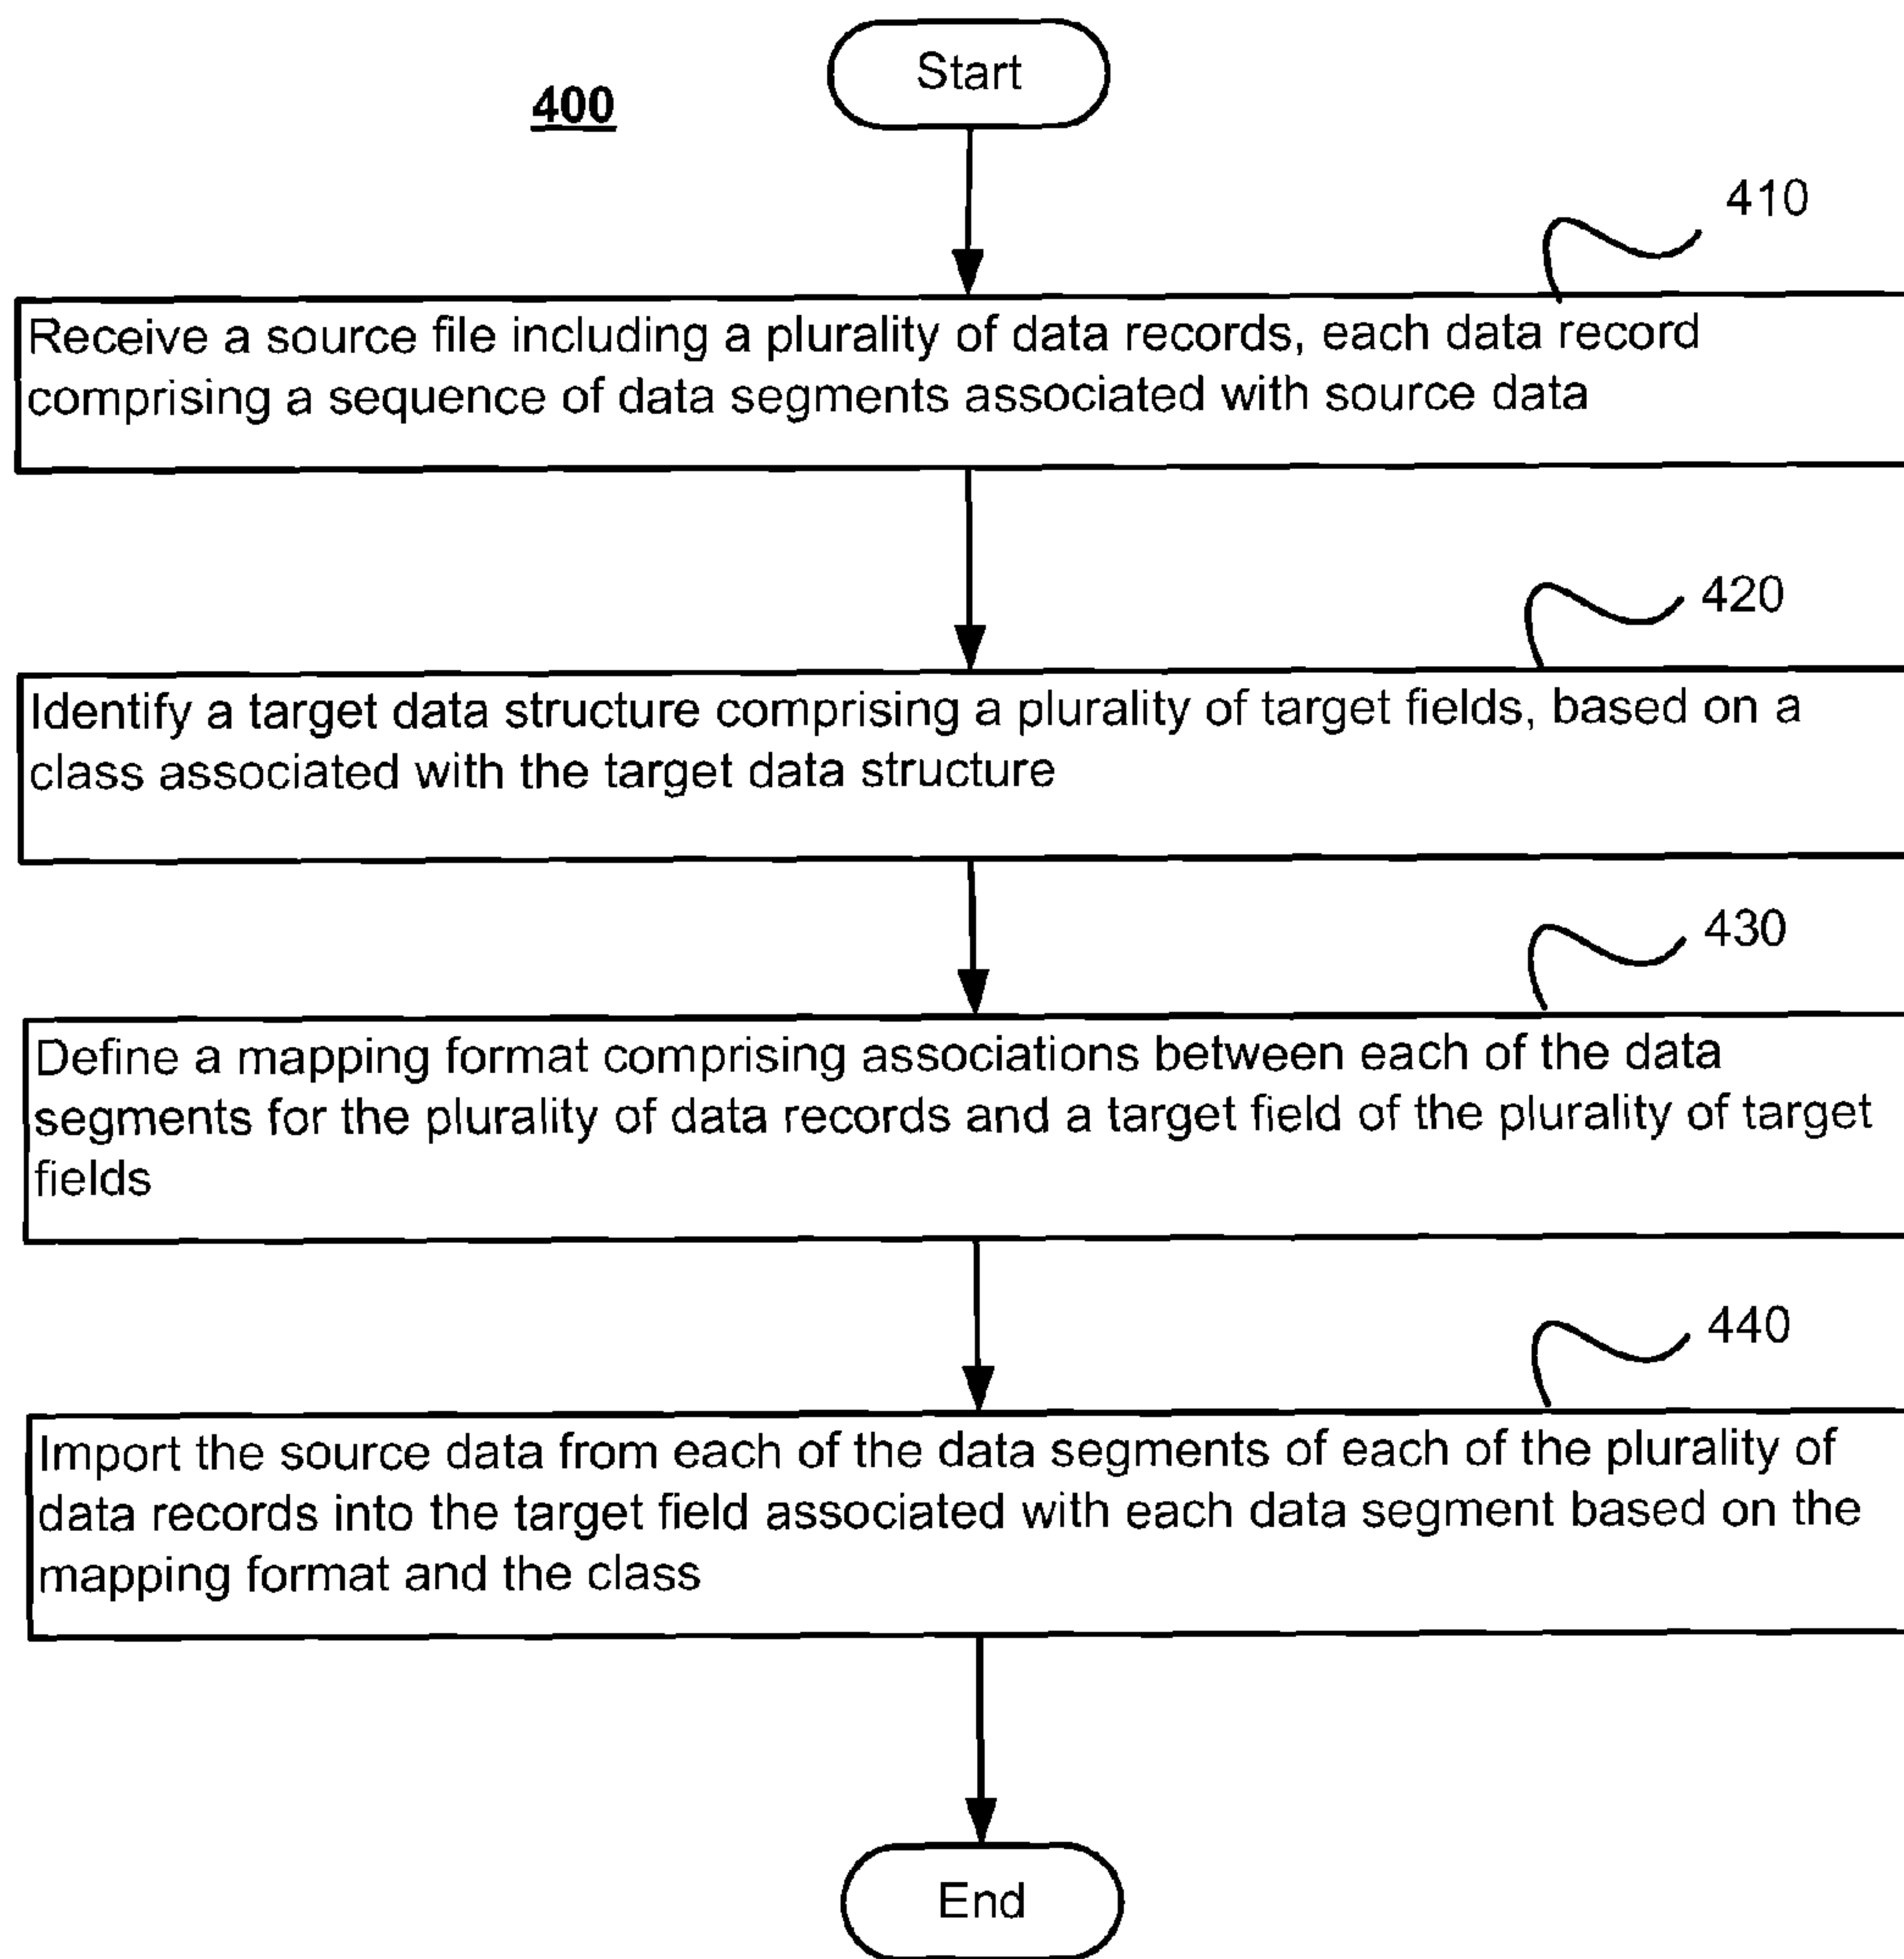 Start
400
410
Receive a source file including a plurality of data records, each data record
comprising a sequence of data segments associated with source data
420
Identify a target data structure comprising a plurality of target fields, based on a
class associated with the target data structure
430
Define a mapping format comprising associations between each of the data
segments for the plurality of data records and a target field of the plurality of target
fields
440
Import the source data from each of the data segments of each of the plurality of
data records into the target field associated with each data segment based on the
mapping format and the class
End